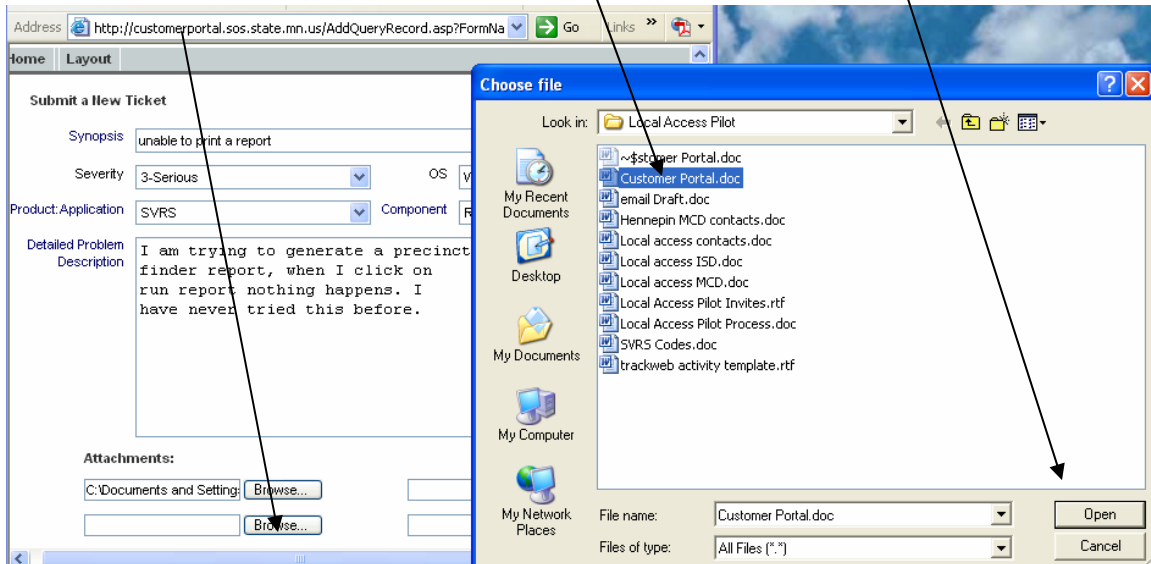 Address http://customerportal.sos.state.mn.us/AddQueryRecord.asp?FormNa Go Links »
Home Layout
Submit a New Ticket
Synopsis unable to print a report
Severity 3-Serious OS
Product:Application SVRS Component
Detailed Problem Description
I am trying to generate a precinct
finder report, when I click on
run report nothing happens. I
have never tried this before.
Attachments:
C:\Documents and Setting Browse...
Browse...
Choose file
Look in: Local Access Pilot
My Recent Documents
Desktop
My Documents
My Computer
My Network Places
~$stomer Portal.doc
Customer Portal.doc
email Draft.doc
Hennepin MCD contacts.doc
Local access contacts.doc
Local access ISD.doc
Local access MCD.doc
Local Access Pilot Invites.rtf
Local Access Pilot Process.doc
SVRS Codes.doc
trackweb activity template.rtf
File name: Customer Portal.doc Open
Files of type: All Files (*.*) Cancel